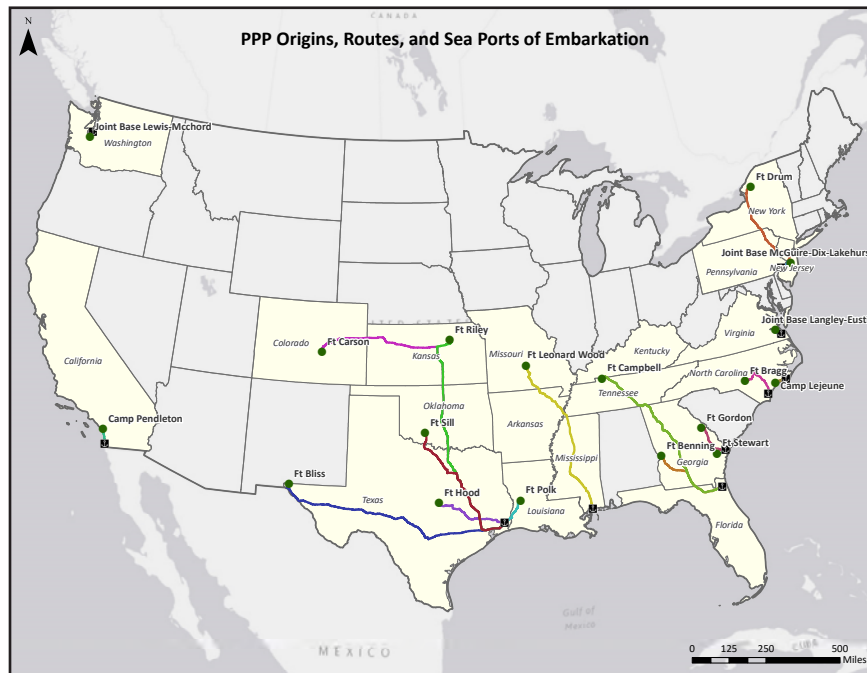 CANADA
N
PPP Origins, Routes, and Sea Ports of Embarkation
Joint Base Lewis-Mcchord
Washington
Ft Drum
New York
Joint Base McGuire-Dix-Lakehurs
Pennsylvania
New Jersey
Joint Base Langley-Eust
Virginia
Colorado
Ft Carson
Ft Riley
Kansas
Missouri
Ft Leonard Wood
Kentucky
California
Ft Campbell
Tennessee
North Carolina
Ft Bragg
Camp Lejeune
Oklahoma
Arkansas
Camp Pendleton
Ft Sill
Ft Gordon
Ft Benning
Ft Stewart
Mississippi
Georgia
Ft Bliss
Texas
Ft Hood
Ft Polk
Louisiana
Florida
Gulf of
Mexico
MEXICO
CUBA
0 125 250 500
Miles